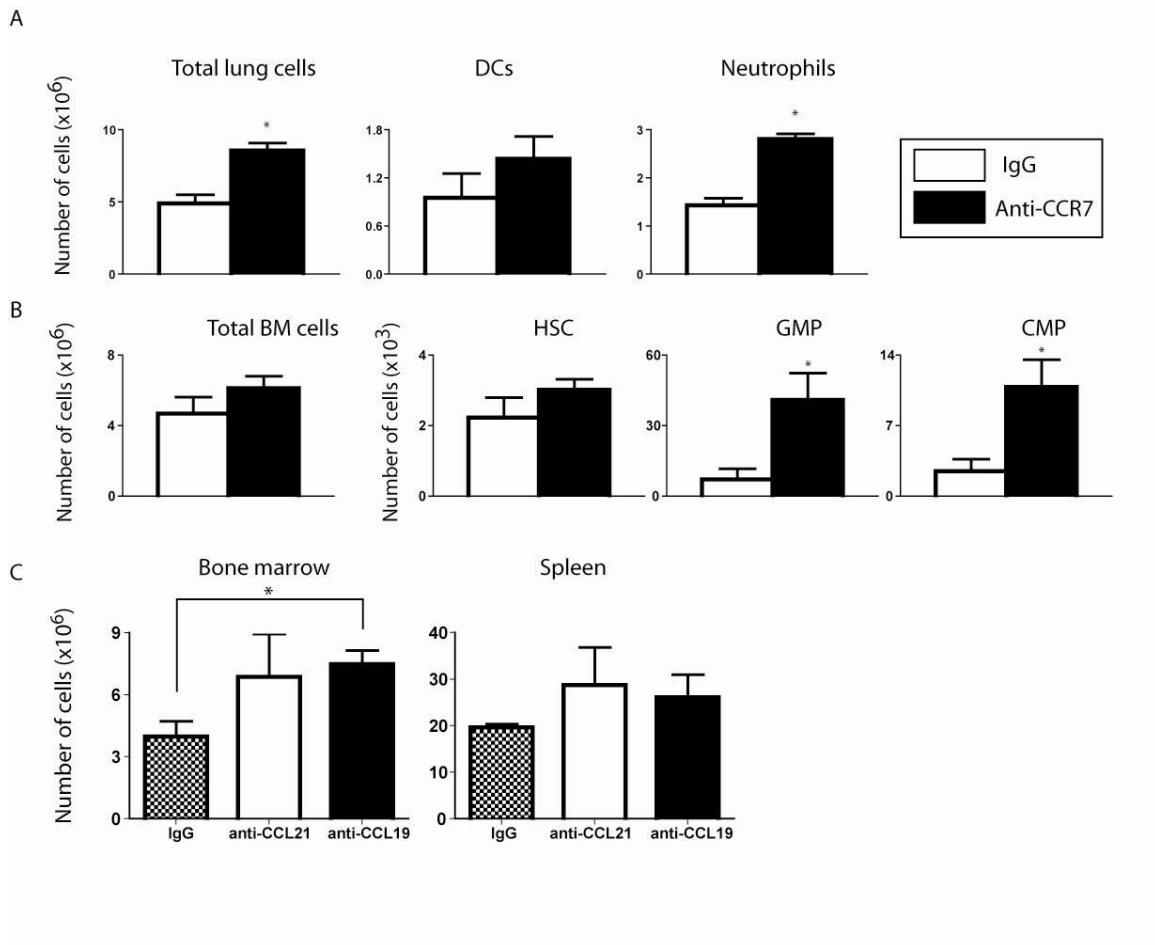 A
Total lung cells
DCs
Neutrophils
Number of cells (x10⁶)
10
5
0
*
1.8
1.2
0.6
0.0
3
2
1
0
*
IgG
Anti-CCR7
B
Total BM cells
HSC
GMP
CMP
Number of cells (x10⁶)
8
4
0
Number of cells (x10³)
4
2
0
60
30
0
*
14
7
0
*
C
Bone marrow
Spleen
*
Number of cells (x10⁶)
9
6
3
0
IgG anti-CCL21 anti-CCL19
40
30
20
10
0
IgG anti-CCL21 anti-CCL19